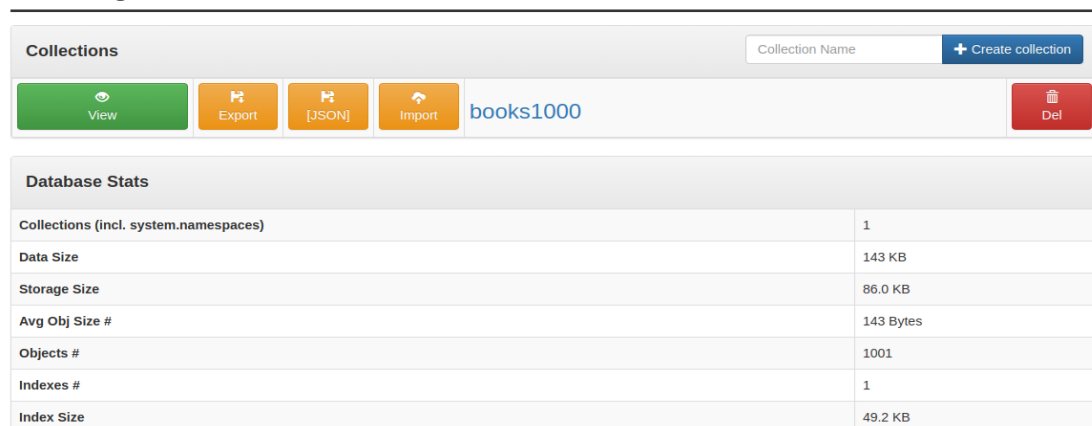 Collections
Collection Name
Create collection
View
Export
[JSON]
Import
books1000
Del
Database Stats
Collections (incl. system.namespaces) 1
Data Size 143 KB
Storage Size 86.0 KB
Avg Obj Size # 143 Bytes
Objects # 1001
Indexes # 1
Index Size 49.2 KB